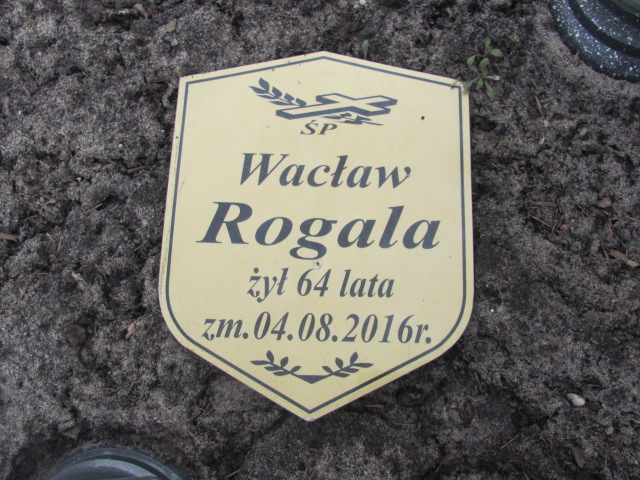 ŚP
Wacław
Rogala
żył 64 lata
zm.04.08.2016r.